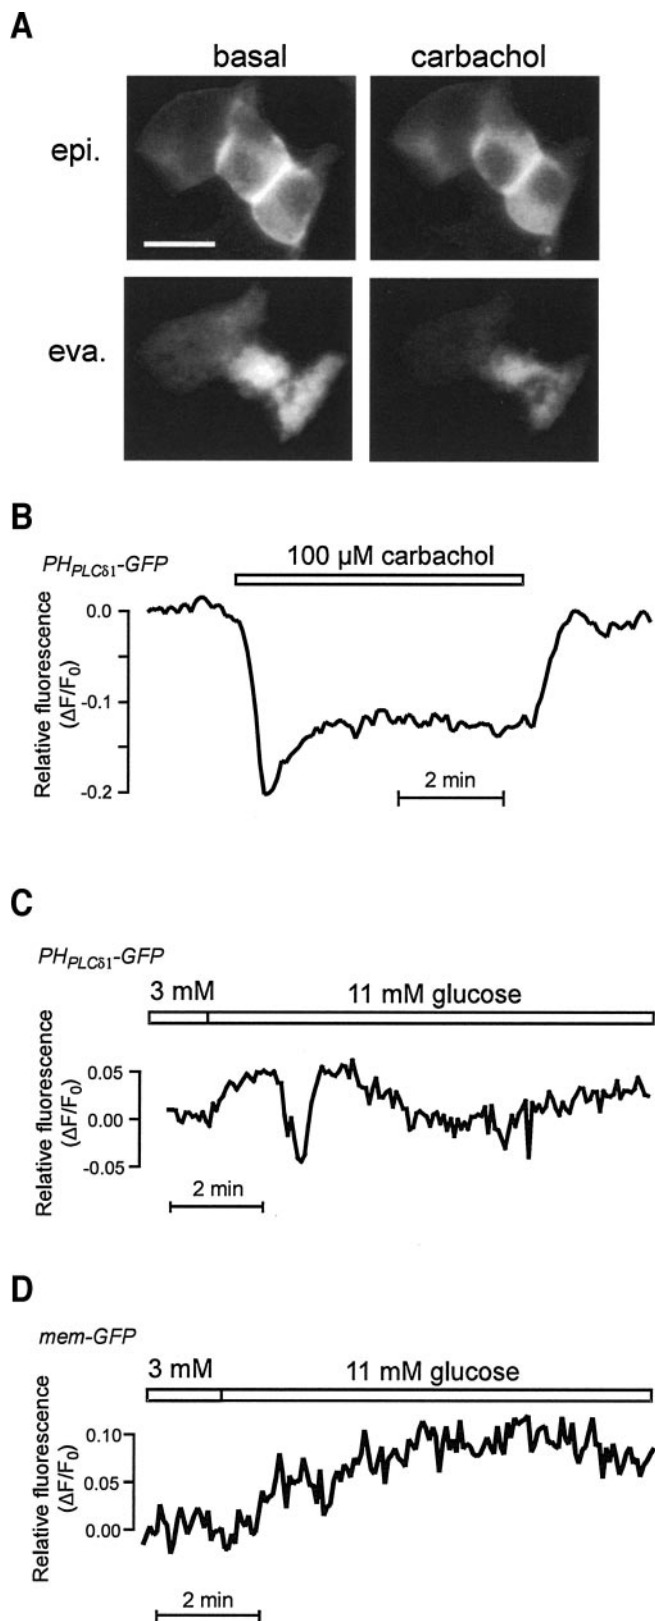 A
basal carbachol
epi.
eva.
B
PH_PLCδ1-GFP
100 µM carbachol
Relative fluorescence
(ΔF/F₀)
0.0
-0.1
-0.2
2 min
C
PH_PLCδ1-GFP
3 mM 11 mM glucose
Relative fluorescence
(ΔF/F₀)
0.05
0.00
-0.05
2 min
D
mem-GFP
3 mM 11 mM glucose
Relative fluorescence
(ΔF/F₀)
0.10
0.05
0.00
2 min